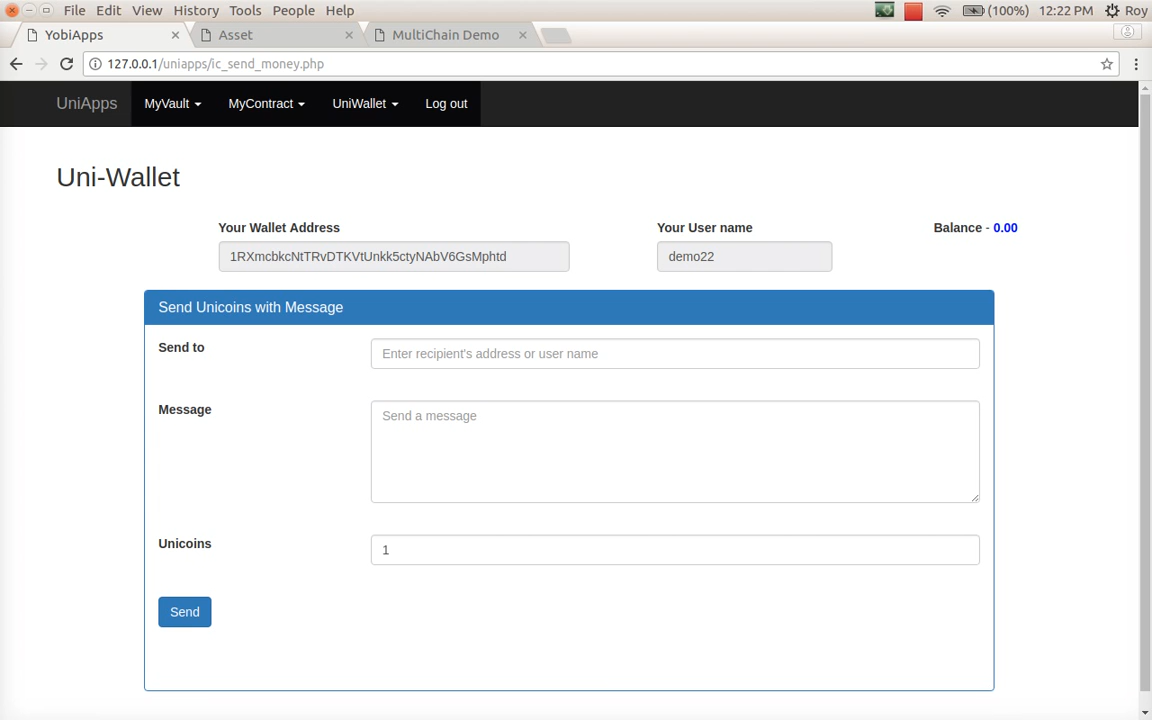 File Edit View History Tools People Help (100%) 12:22 PM Roy
YobiApps Asset MultiChain Demo
127.0.0.1/uniapps/ic_send_money.php
UniApps MyVault MyContract UniWallet Log out
Uni-Wallet
Your Wallet Address Your User name Balance - 0.00
1RXmcbkcNtTRvDTKVtUnkk5ctyNAbV6GsMphtd demo22
Send Unicoins with Message
Send to Enter recipient's address or user name
Message Send a message
Unicoins 1
Send